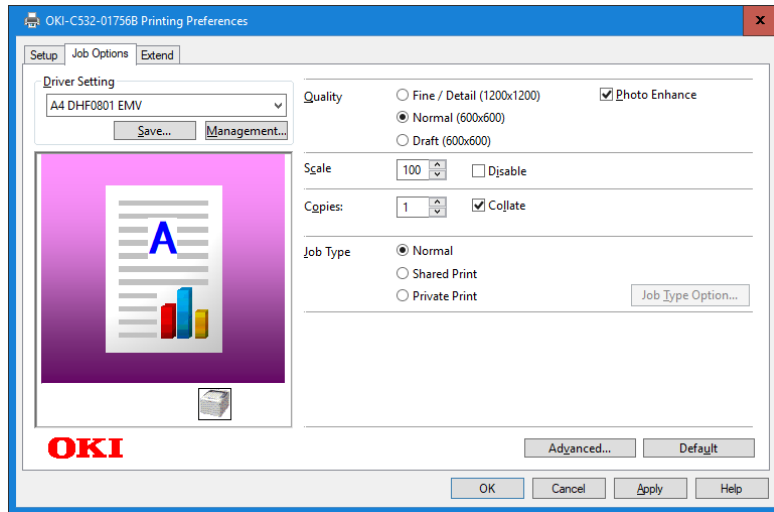 OKI-C532-01756B Printing Preferences
x
Setup Job Options Extend
Driver Setting
A4 DHF0801 EMV
Save... Management...
A
OKI
Quality
Fine / Detail (1200x1200)
Photo Enhance
Normal (600x600)
Draft (600x600)
Scale
100
Disable
Copies:
1
Collate
Job Type
Normal
Shared Print
Private Print
Job Type Option...
Advanced... Default
OK Cancel Apply Help